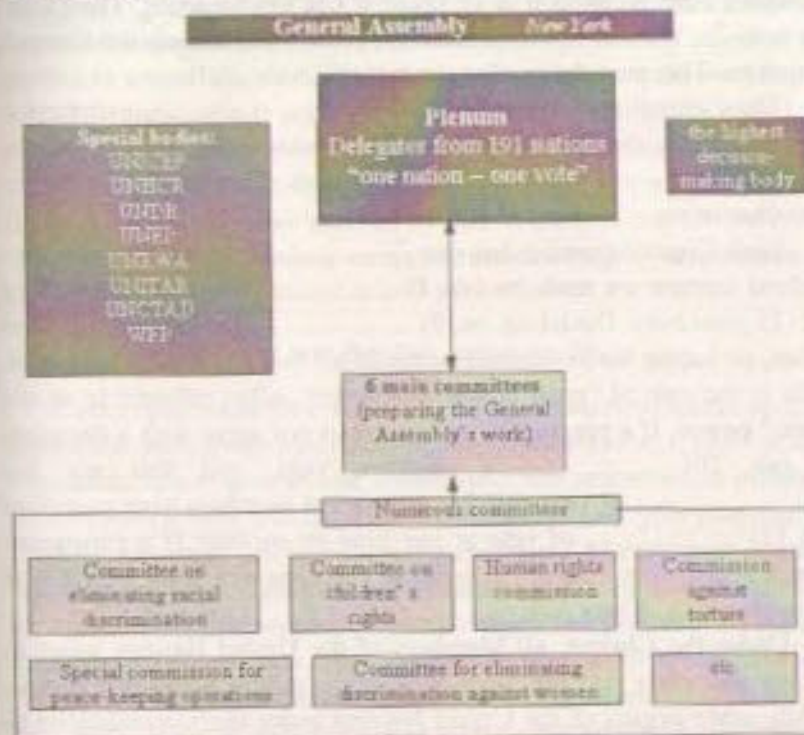 General Assembly New York
Special bodies:
UNICEF
UNHCR
UNEP
UNRWA
UNITAR
UNCTAD
WFP
Plenum
Delegater from 191 nations
“one nation – one vote”
the highest
decision-
making body
6 main committees
(preparing the General
Assembly's work)
Numerous committees
Committee on
eliminating racial
discrimination
Committee on
children's
rights
Human rights
commission
Commission
against
torture
Special commission for
peace-keeping operations
Committee for eliminating
discrimination against women
etc